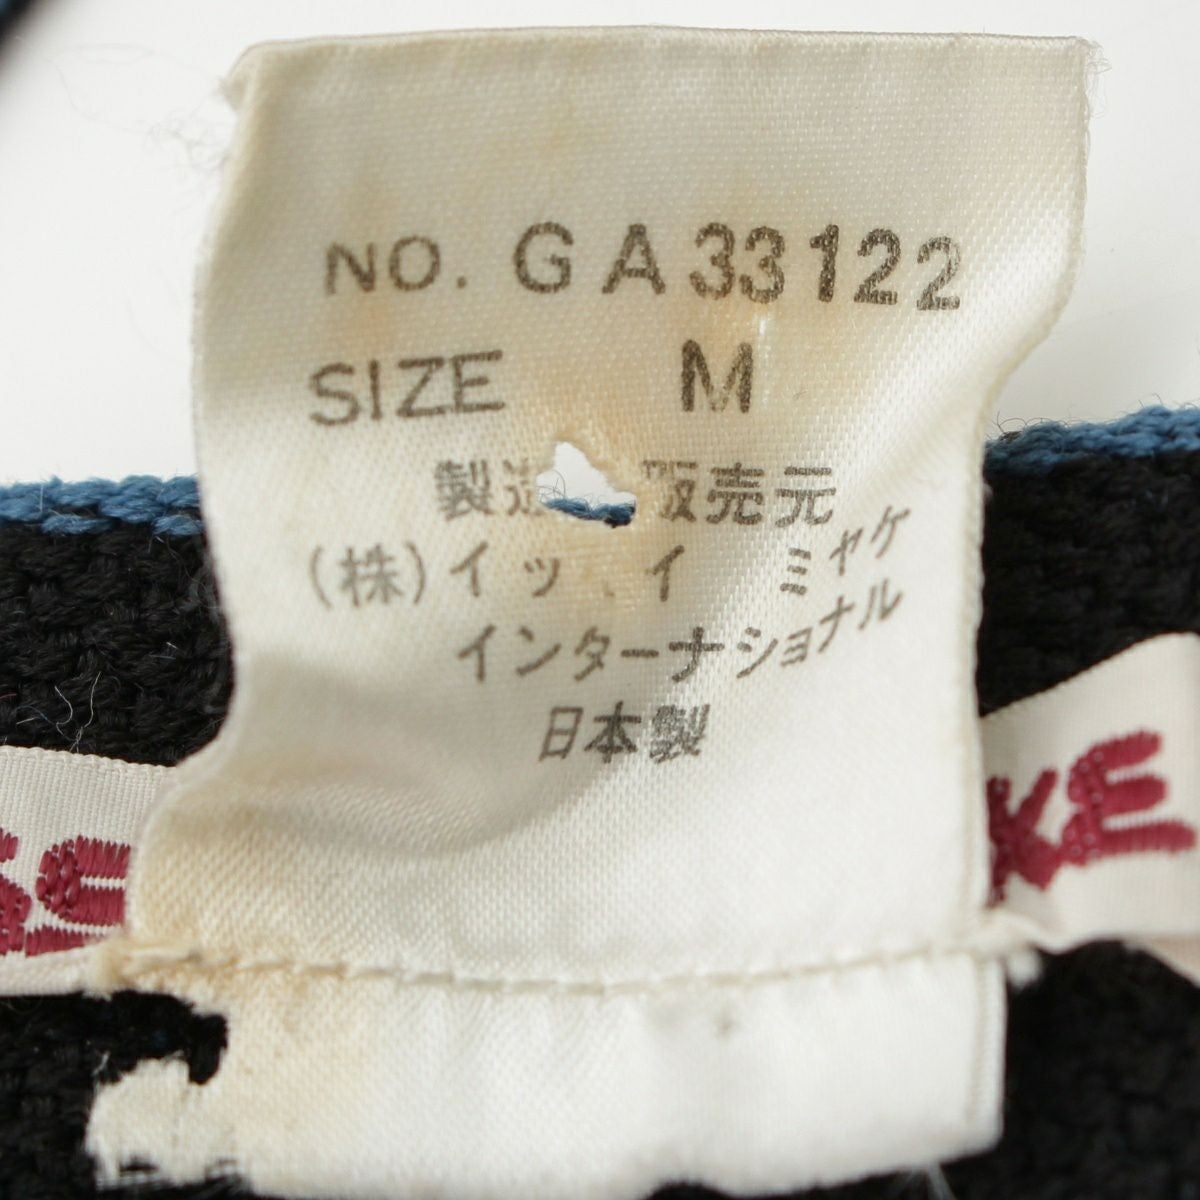 NO. GA33122
SIZE M
製造 販売元
(株)イッ イ ミヤケ
インターナショナル
日本製
KE